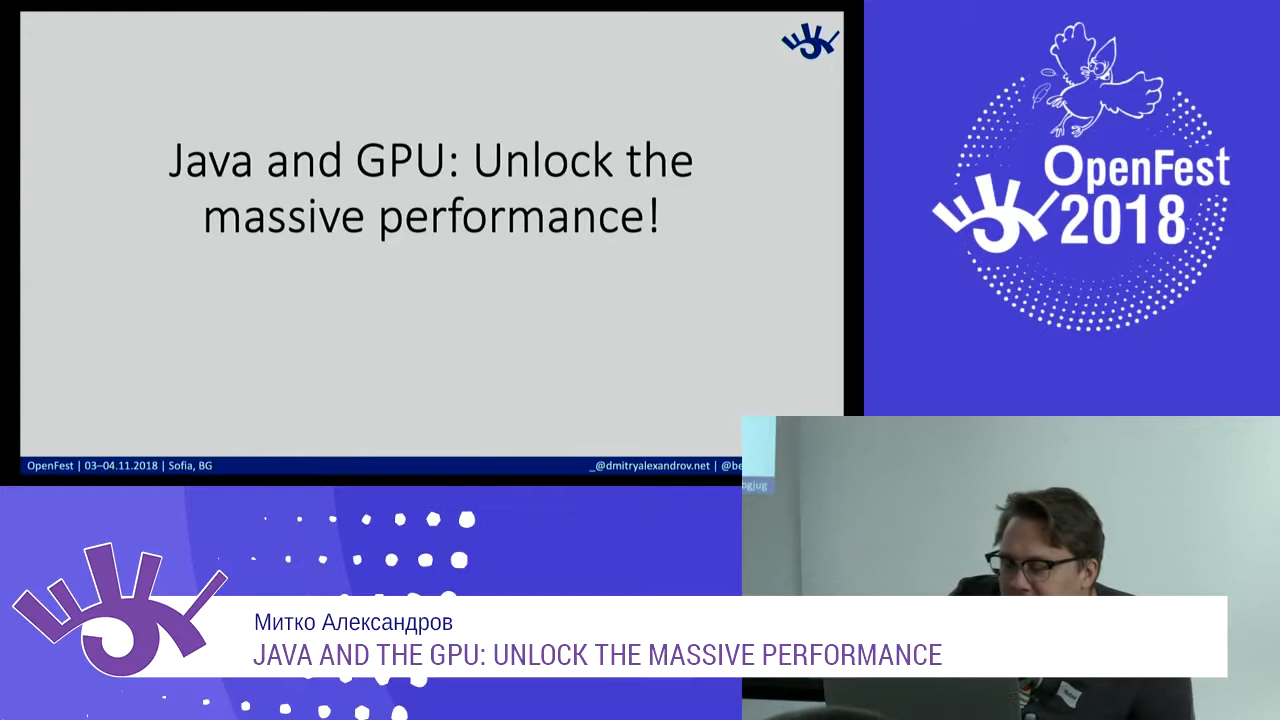 Java and GPU: Unlock the
massive performance!
OpenFest | 03–04.11.2018 | Sofia, BG
_@dmitryalexandrov.net | @be
OpenFest
2018
bgjug
Митко Александров
JAVA AND THE GPU: UNLOCK THE MASSIVE PERFORMANCE